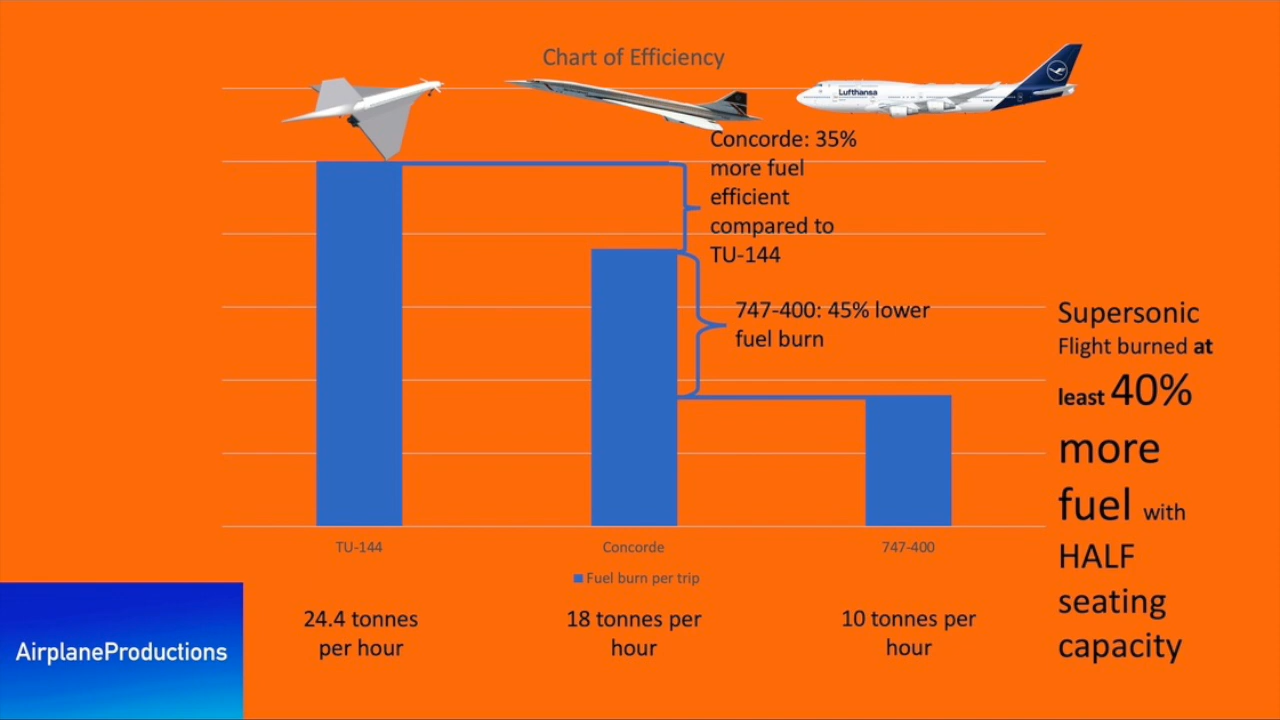 Chart of Efficiency
Lufthansa
Concorde: 35%
more fuel
efficient
compared to
TU-144
747-400: 45% lower
fuel burn
Supersonic
Flight burned at
least 40%
more
fuel with
HALF
seating
capacity
TU-144
Concorde
747-400
Fuel burn per trip
24.4 tonnes
per hour
18 tonnes per
hour
10 tonnes per
hour
AirplaneProductions